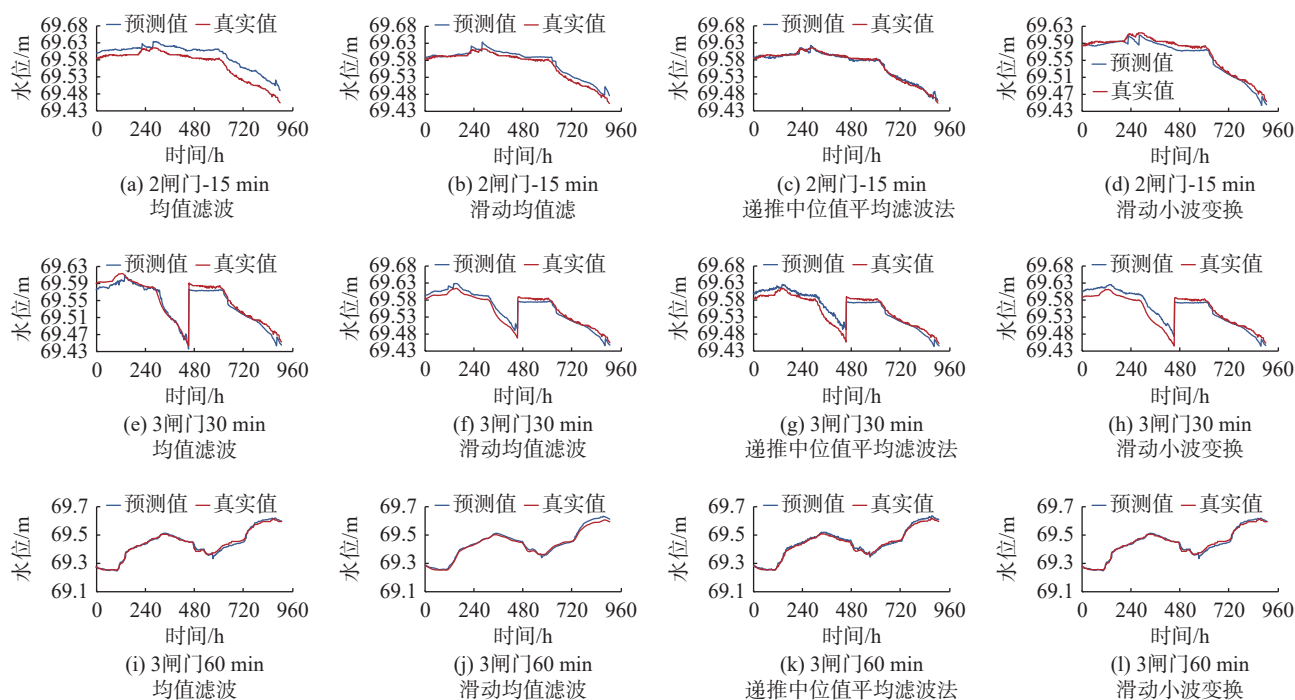 69.68
预测值 真实值
69.63
69.58
69.53
69.48
69.43
水位/m
0 240 480 720 960
时间/h
(a) 2闸门-15 min
均值滤波
69.68
预测值 真实值
69.63
69.58
69.53
69.48
69.43
水位/m
0 240 480 720 960
时间/h
(b) 2闸门-15 min
滑动均值滤
69.68
预测值 真实值
69.63
69.58
69.53
69.48
69.43
水位/m
0 240 480 720 960
时间/h
(c) 2闸门-15 min
递推中位值平均滤波法
69.63
69.59
预测值
69.51
真实值
69.47
69.43
水位/m
0 240 480 720 960
时间/h
(d) 2闸门-15 min
滑动小波变换
69.63
预测值 真实值
69.59
69.51
69.47
69.43
水位/m
0 240 480 720 960
时间/h
(e) 3闸门30 min
均值滤波
69.68
预测值 真实值
69.63
69.58
69.53
69.48
69.43
水位/m
0 240 480 720 960
时间/h
(f) 3闸门30 min
滑动均值滤波
69.68
预测值 真实值
69.63
69.58
69.53
69.48
69.43
水位/m
0 240 480 720 960
时间/h
(g) 3闸门30 min
递推中位值平均滤波法
69.68
预测值 真实值
69.63
69.58
69.53
69.48
69.43
水位/m
0 240 480 720 960
时间/h
(h) 3闸门30 min
滑动小波变换
69.7
预测值 真实值
69.5
69.3
69.1
水位/m
0 240 480 720 960
时间/h
(i) 3闸门60 min
均值滤波
69.7
预测值 真实值
69.5
69.3
69.1
水位/m
0 240 480 720 960
时间/h
(j) 3闸门60 min
滑动均值滤波
69.7
预测值 真实值
69.5
69.3
69.1
水位/m
0 240 480 720 960
时间/h
(k) 3闸门60 min
递推中位值平均滤波法
69.7
预测值 真实值
69.5
69.3
69.1
水位/m
0 240 480 720 960
时间/h
(l) 3闸门60 min
滑动小波变换